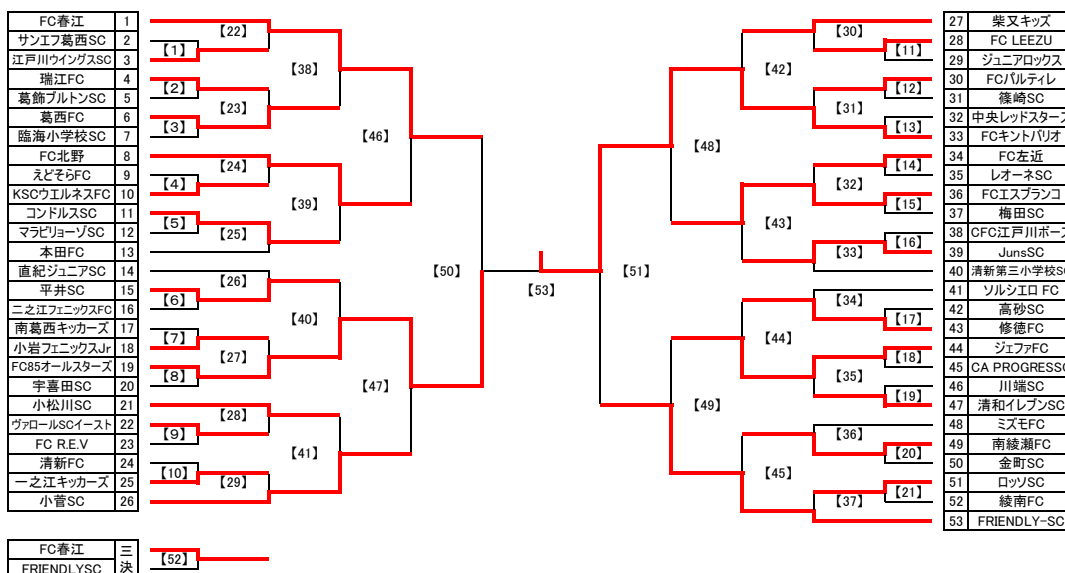 FC春江 1
サンエフ葛西SC 2
江戸川ウイングスSC 3
瑞江FC 4
葛飾ブルトンSC 5
葛西FC 6
臨海小学校SC 7
FC北野 8
えどそらFC 9
KSCウエルネスFC 10
コンドルスSC 11
マラビリョーゾSC 12
本田FC 13
直紀ジュニアSC 14
平井SC 15
二之江フェニックスFC 16
南葛西キッカーズ 17
小岩フェニックスJr 18
FC85オールスターズ 19
宇喜田SC 20
小松川SC 21
ヴァロールSCイースト 22
FC R.E.V 23
清新FC 24
一之江キッカーズ 25
小菅SC 26
【1】
【2】
【3】
【4】
【5】
【6】
【7】
【8】
【9】
【10】
【22】
【23】
【24】
【25】
【26】
【27】
【28】
【29】
【38】
【39】
【40】
【41】
【46】
【47】
【50】
【53】
【51】
【48】
【49】
【42】
【43】
【44】
【45】
【30】
【31】
【32】
【33】
【34】
【35】
【36】
【37】
【11】
【12】
【13】
【14】
【15】
【16】
【17】
【18】
【19】
【20】
【21】
27 柴又キッズ
28 FC LEEZU
29 ジュニアロックス
30 FCパルティレ
31 篠崎SC
32 中央レッドスターズ
33 FCキントバリオ
34 FC左近
35 レオーネSC
36 FCエスブランコ
37 梅田SC
38 CFC江戸川ボーズ
39 JunsSC
40 清新第三小学校SC
41 ソルシエロ FC
42 高砂SC
43 修徳FC
44 ジェファFC
45 CA PROGRESSO
46 川端SC
47 清和イレブンSC
48 ミズモFC
49 南綾瀬FC
50 金町SC
51 ロッソSC
52 綾南FC
53 FRIENDLY-SC
FC春江 三
FRIENDLYSC 決
【52】